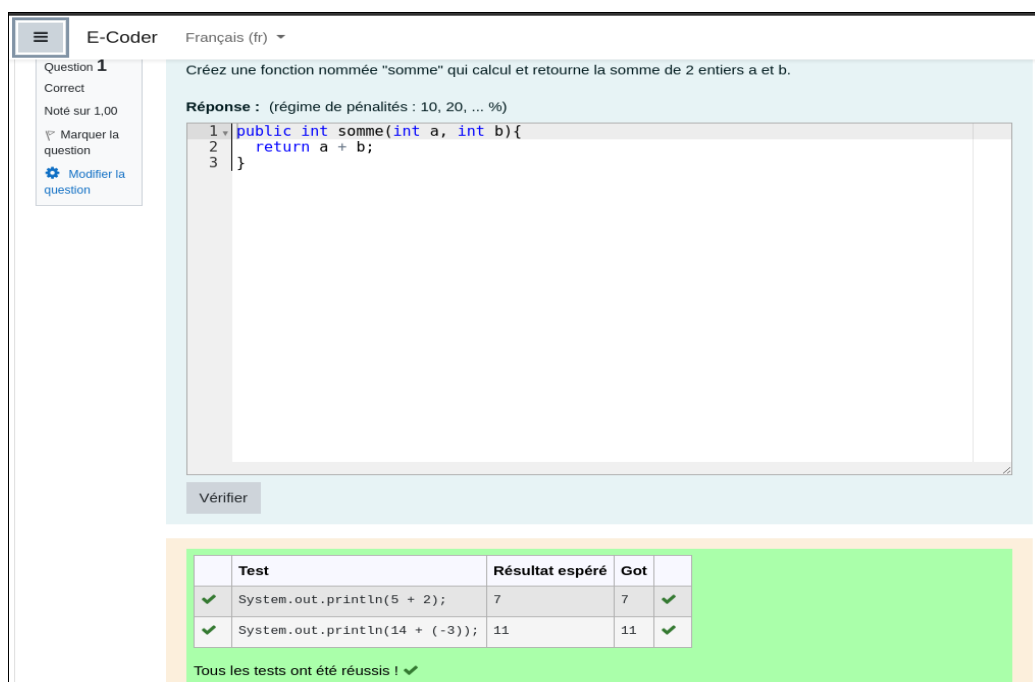 E-Coder Français (fr)
Question 1
Correct
Noté sur 1,00
Marquer la
question
Modifier la
question
Créez une fonction nommée "somme" qui calcul et retourne la somme de 2 entiers a et b.
Réponse : (régime de pénalités : 10, 20, ... %)
1 public int somme(int a, int b){
2 return a + b;
3 }
Vérifier
Test Résultat espéré Got
System.out.println(5 + 2); 7 7
System.out.println(14 + (-3)); 11 11
Tous les tests ont été réussis !